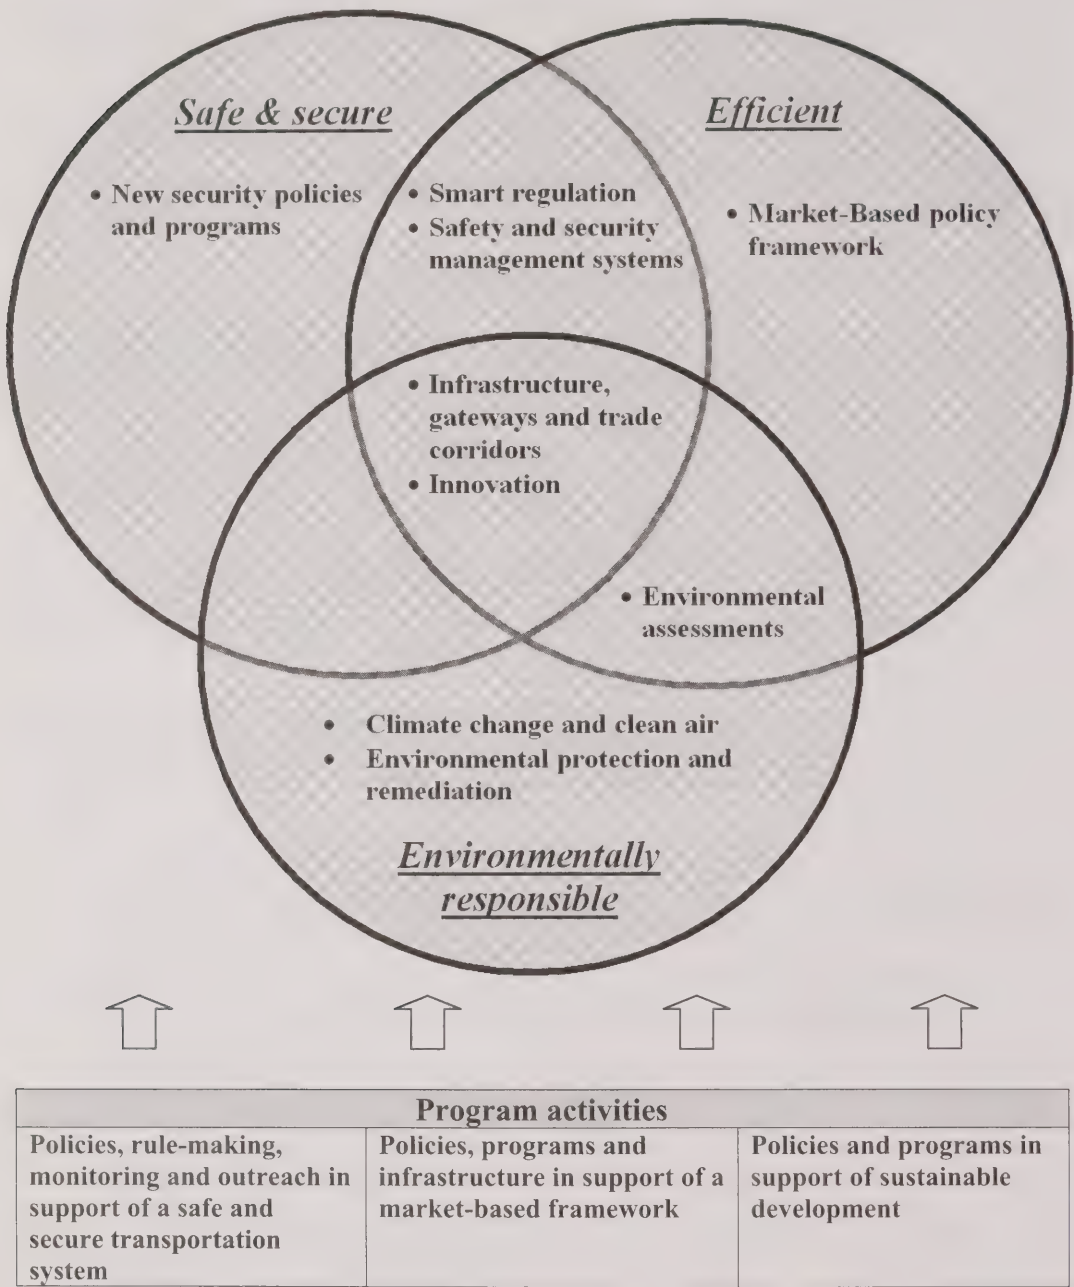 Safe & secure
Efficient
• New security policies
and programs
• Smart regulation
• Safety and security
management systems
• Market-Based policy
framework
• Infrastructure,
gateways and trade
corridors
• Innovation
• Environmental
assessments
• Climate change and clean air
• Environmental protection and
remediation
Environmentally
responsible
Program activities
Policies, rule-making,
monitoring and outreach in
support of a safe and
secure transportation
system
Policies, programs and
infrastructure in support of a
market-based framework
Policies and programs in
support of sustainable
development